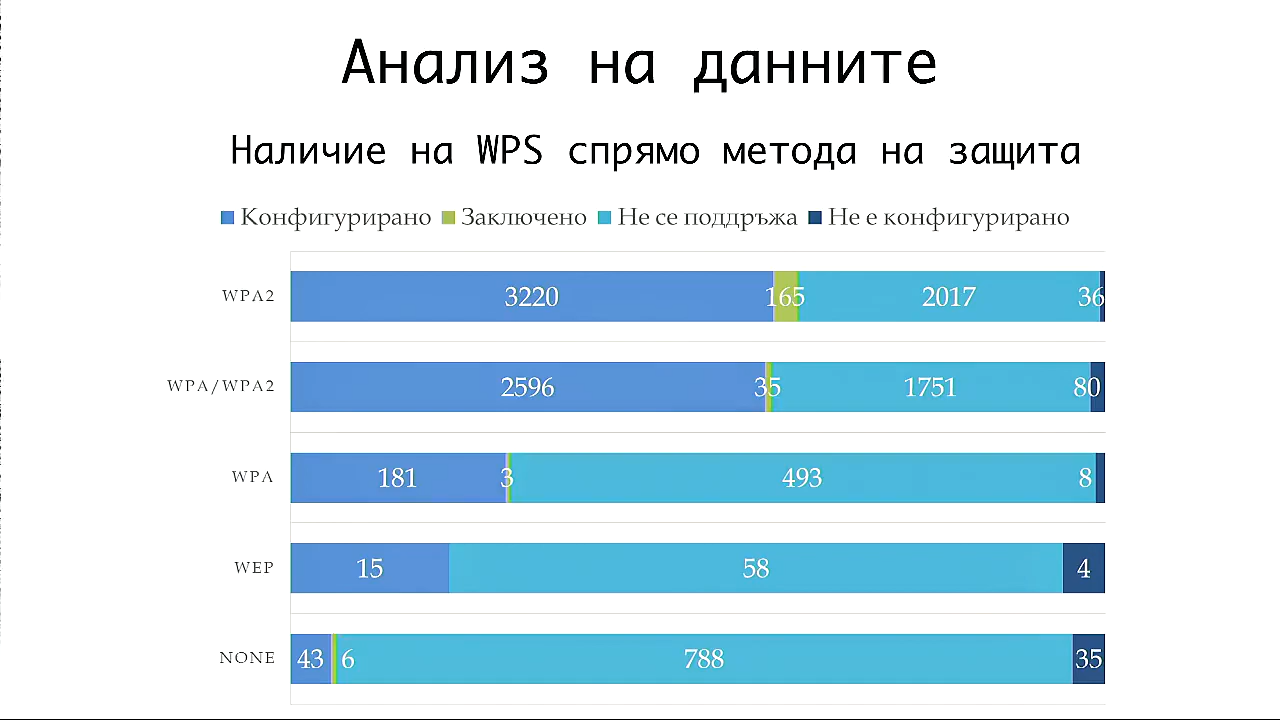 Анализ на данните
Наличие на WPS спрямо метода на защита
Конфигурирано Заключено Не се поддръжа Не е конфигурирано
WPA2 3220 165 2017 36
WPA/WPA2 2596 35 1751 80
WPA 181 3 493 8
WEP 15 58 4
NONE 43 6 788 35